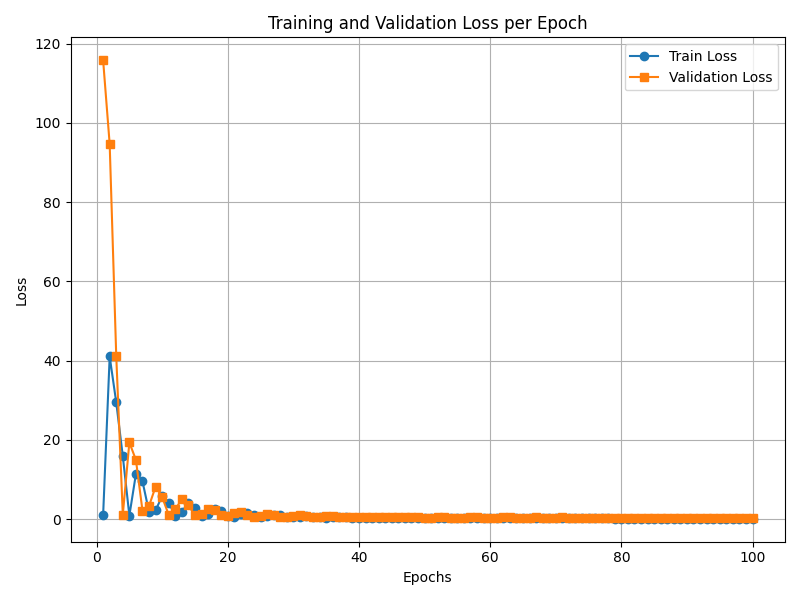 Training and Validation Loss per Epoch
Train Loss
Validation Loss
120
100
80
60
40
20
0
Loss
0 20 40 60 80 100
Epochs